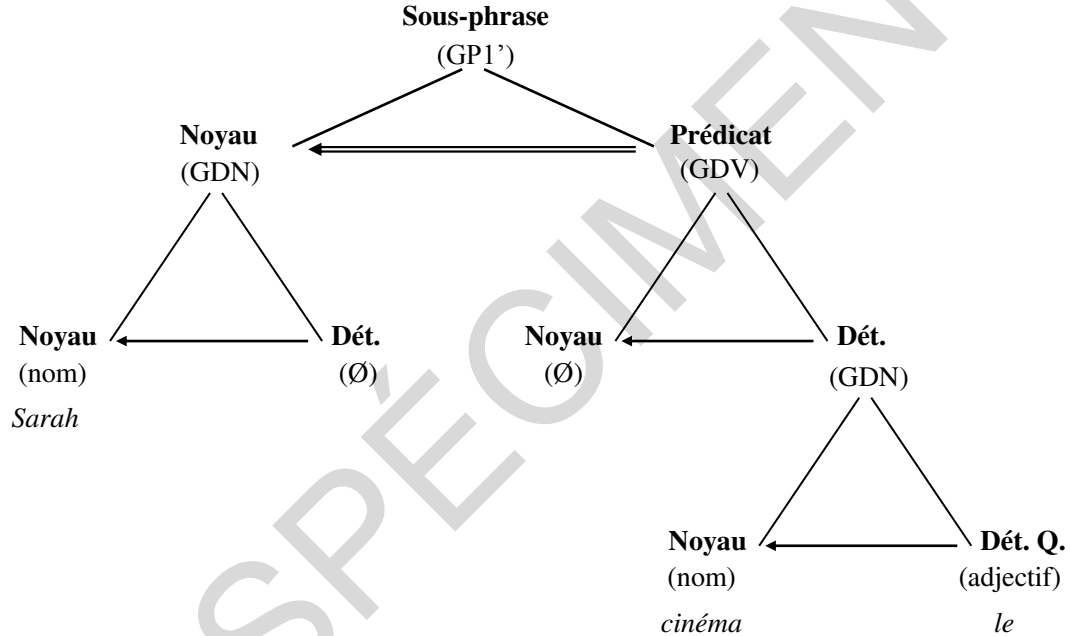 Sous-phrase
(GP1’)
Noyau Prédicat
(GDN) (GDV)
Noyau Dét. Noyau Dét.
(nom) (Ø) (Ø) (GDN)
Sarah
Noyau Dét. Q.
(nom) (adjectif)
cinéma le
SPÉCIMEN